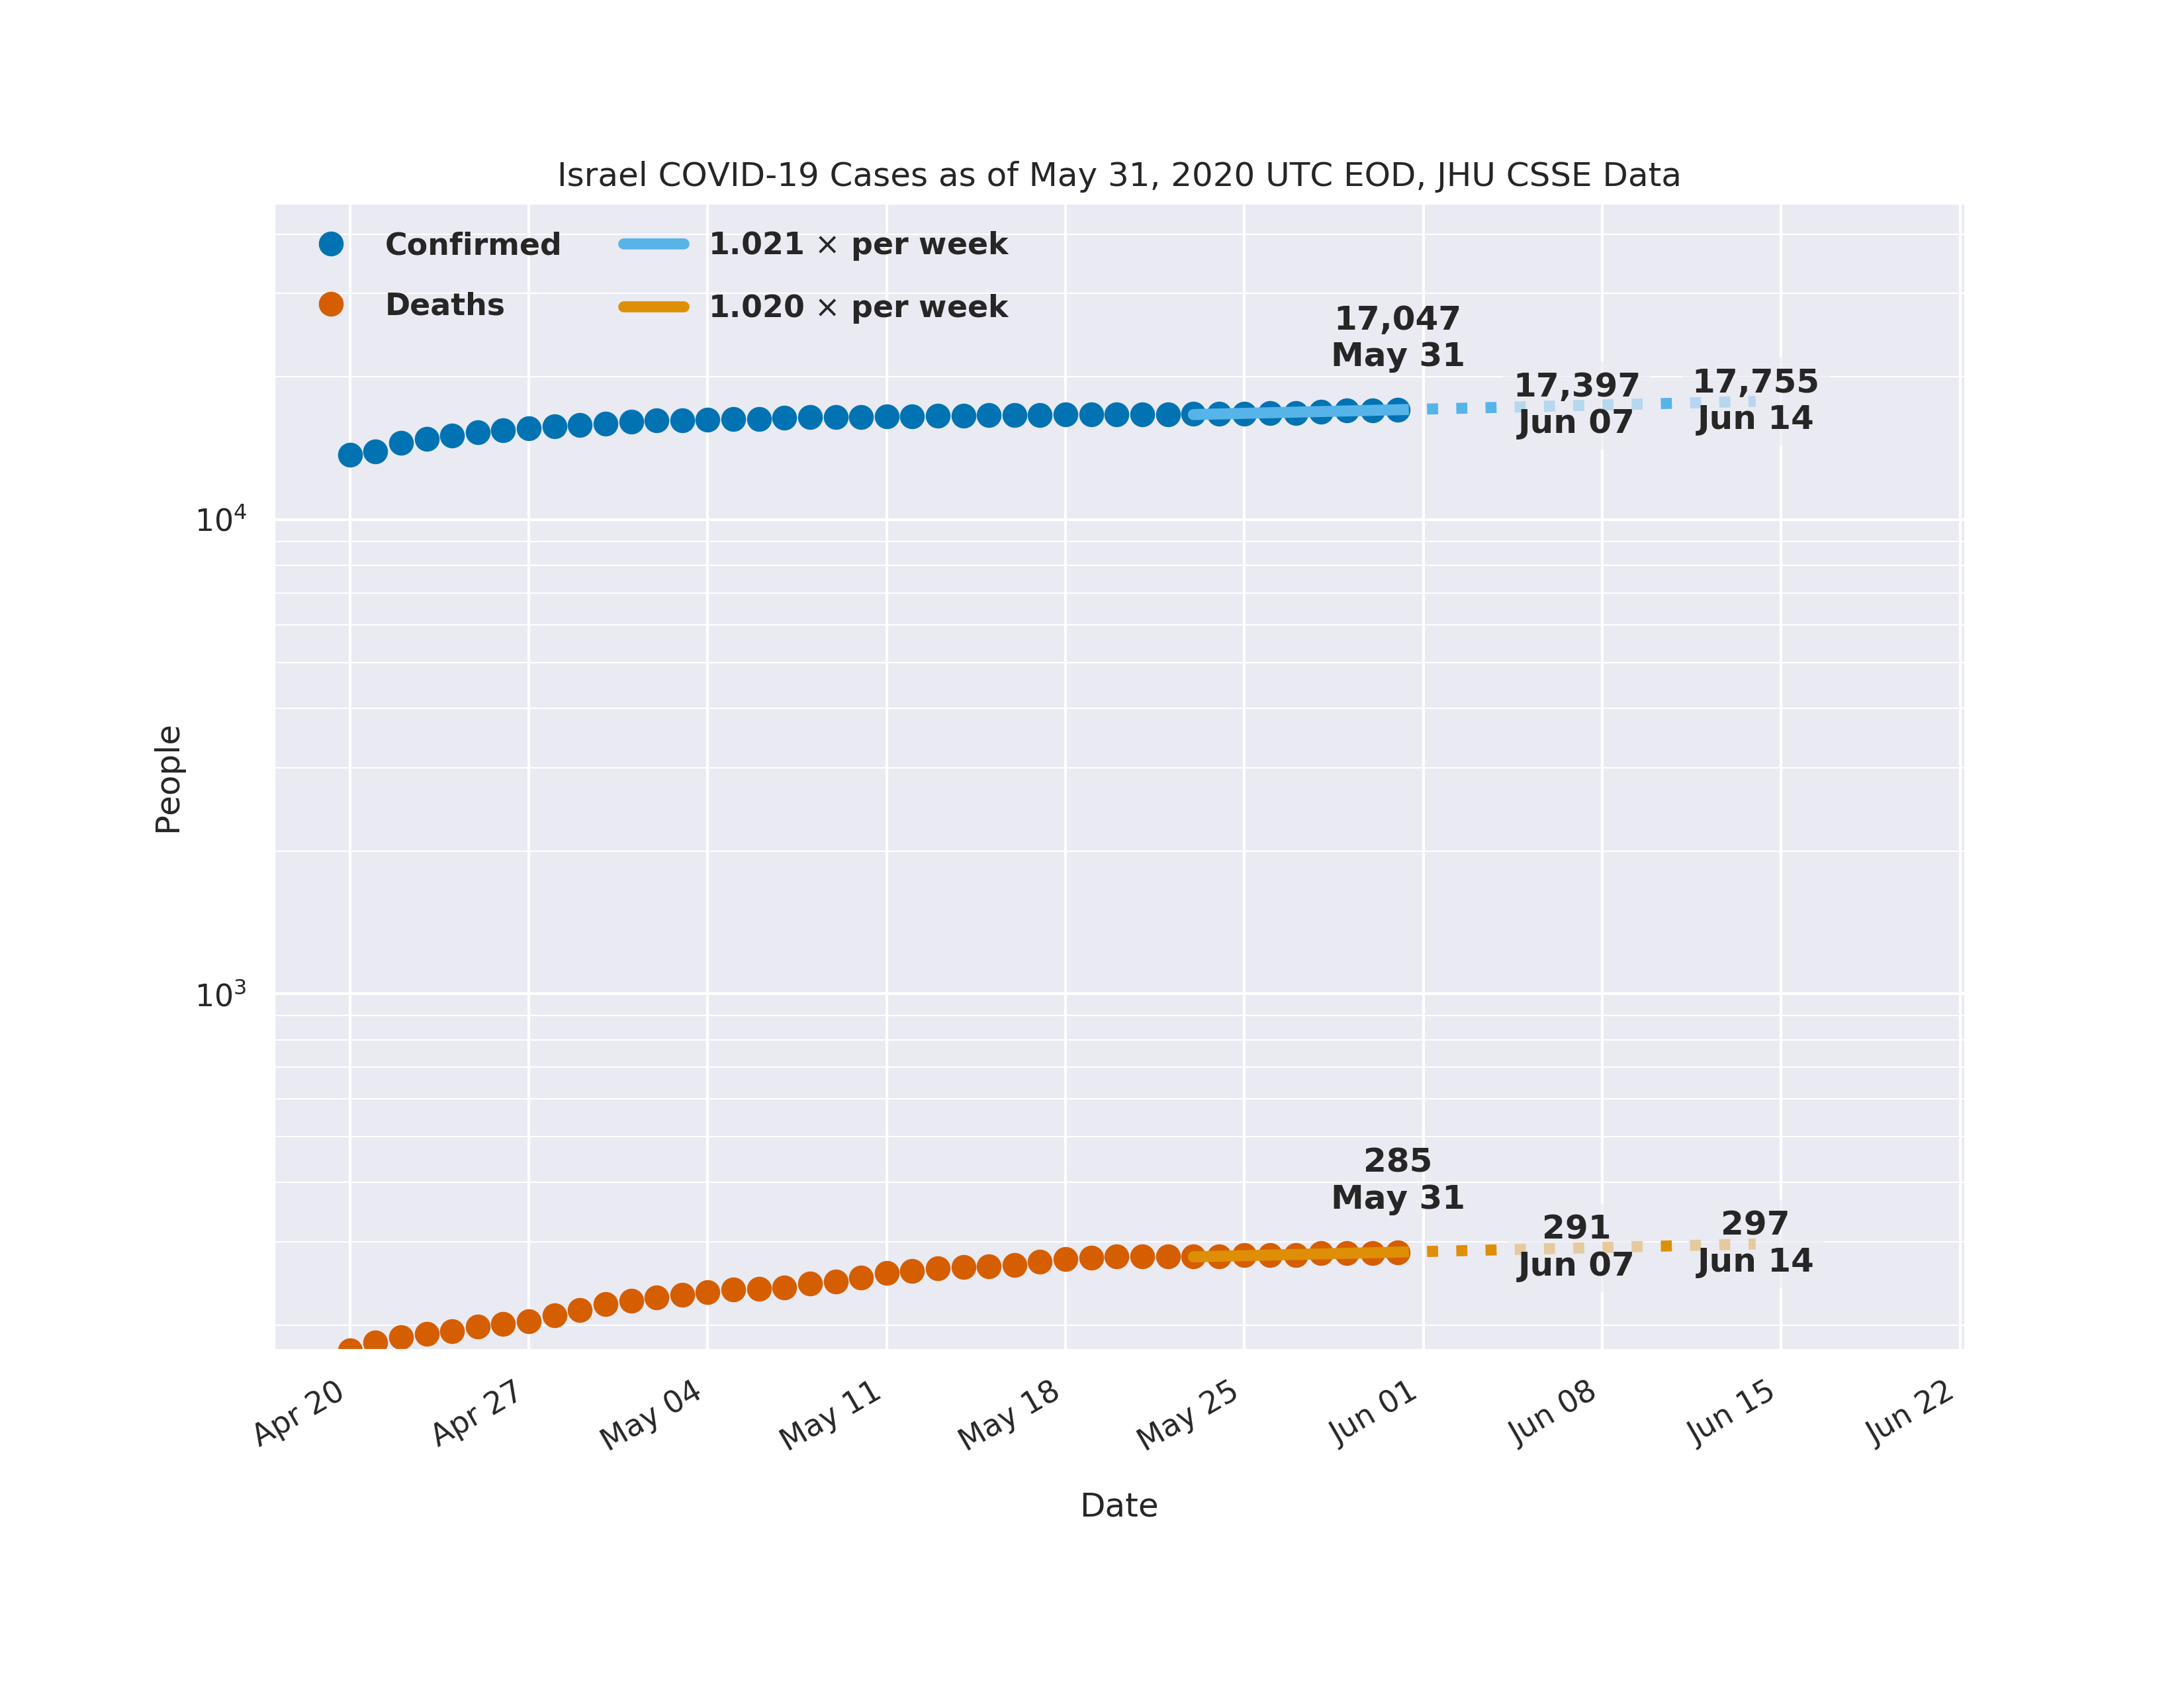 Israel COVID-19 Cases as of May 31, 2020 UTC EOD, JHU CSSE Data
Confirmed
Deaths
1.021 × per week
1.020 × per week
17,047
May 31
17,397
Jun 07
17,755
Jun 14
10⁴
10³
People
285
May 31
291
Jun 07
297
Jun 14
Apr 20
Apr 27
May 04
May 11
May 18
May 25
Jun 01
Jun 08
Jun 15
Jun 22
Date